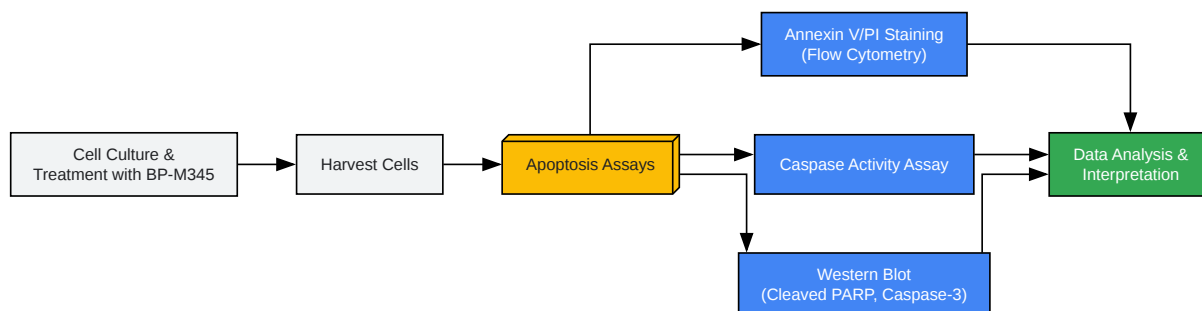 Cell Culture &
Treatment with BP-M345
Harvest Cells
Apoptosis Assays
Annexin V/PI Staining
(Flow Cytometry)
Caspase Activity Assay
Western Blot
(Cleaved PARP, Caspase-3)
Data Analysis &
Interpretation